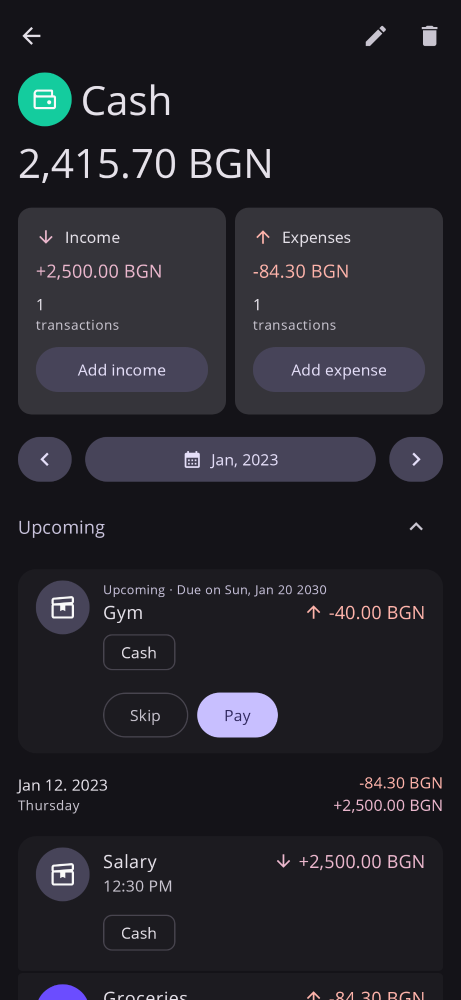 Cash
2,415.70 BGN
Income
+2,500.00 BGN
1
transactions
Add income
Expenses
-84.30 BGN
1
transactions
Add expense
Jan, 2023
Upcoming
Upcoming · Due on Sun, Jan 20 2030
Gym
-40.00 BGN
Cash
Skip
Pay
Jan 12. 2023
-84.30 BGN
Thursday
+2,500.00 BGN
Salary
+2,500.00 BGN
12:30 PM
Cash
Groceries
-84.30 BGN